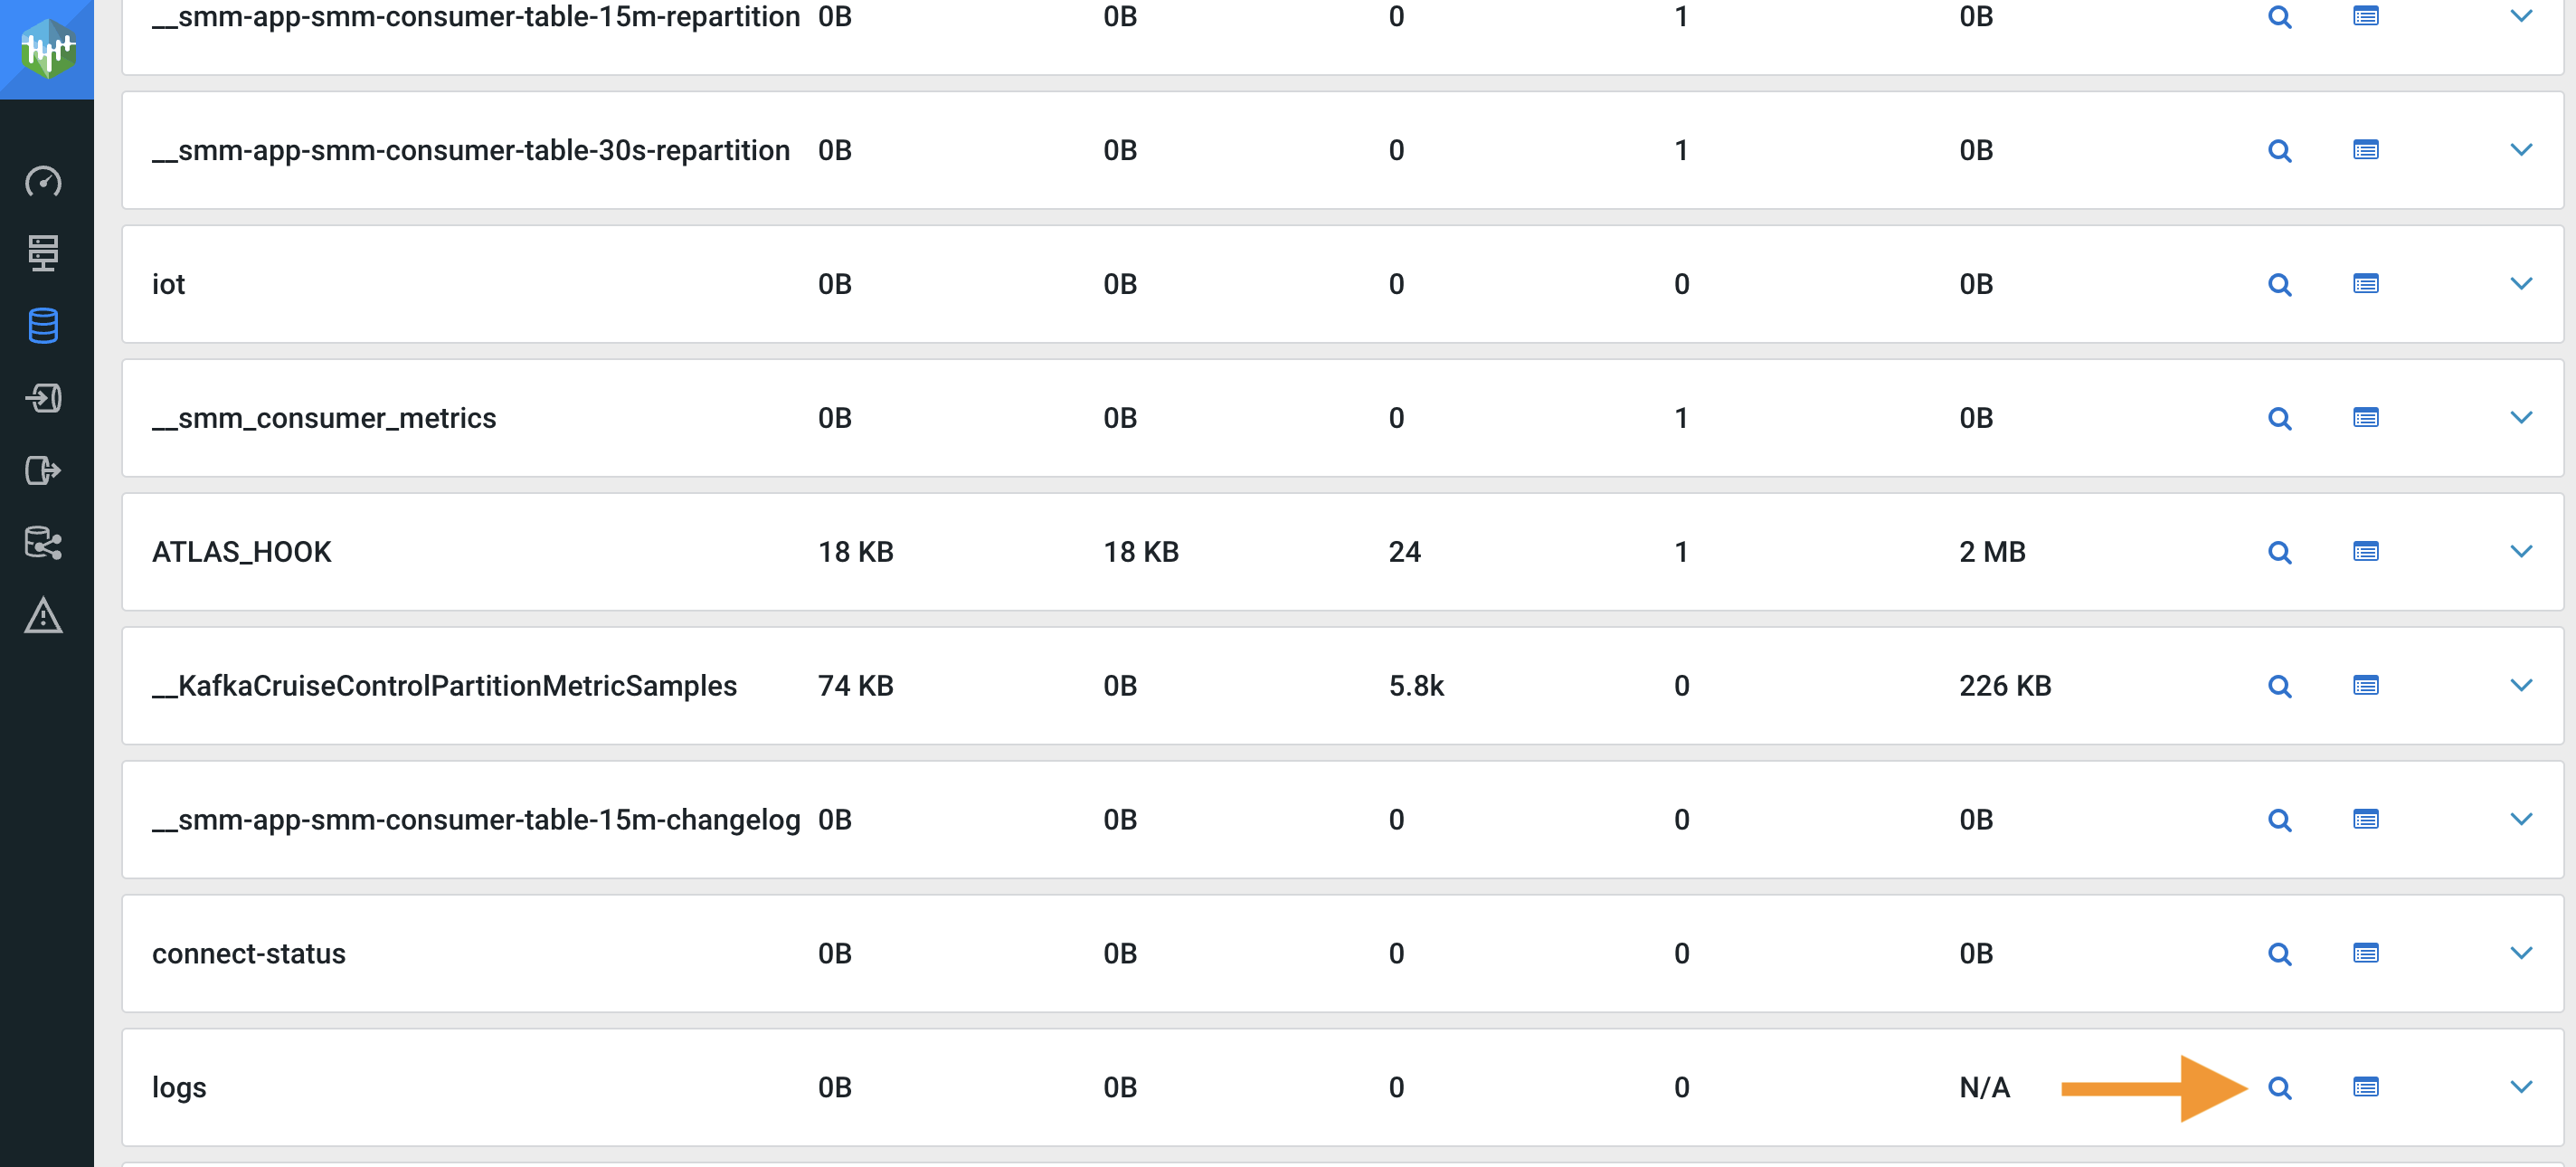 __smm-app-smm-consumer-table-15m-repartition 0B 0B 0 1 0B
__smm-app-smm-consumer-table-30s-repartition 0B 0B 0 1 0B
iot 0B 0B 0 0 0B
__smm_consumer_metrics 0B 0B 0 1 0B
ATLAS_HOOK 18 KB 18 KB 24 1 2 MB
__KafkaCruiseControlPartitionMetricSamples 74 KB 0B 5.8k 0 226 KB
__smm-app-smm-consumer-table-15m-changelog 0B 0B 0 0 0B
connect-status 0B 0B 0 0 0B
logs 0B 0B 0 0 N/A